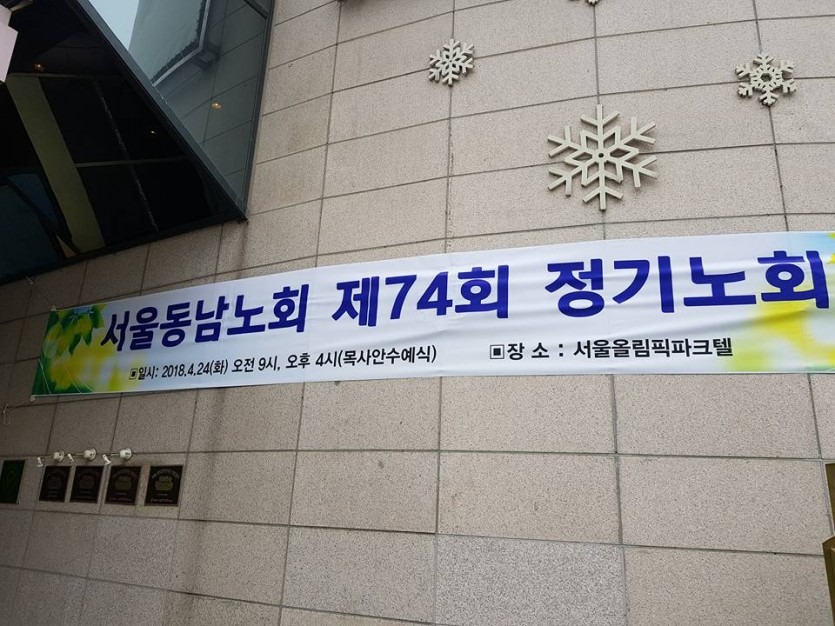 서울동남노회 제74회 정기노회
▣일시: 2018.4.24(화) 오전 9시, 오후 4시(목사안수예식) ▣장 소 : 서울올림픽파크텔